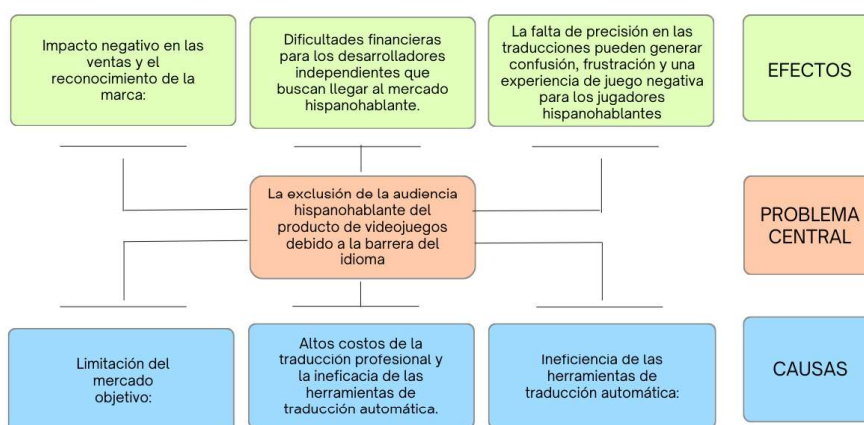 Impacto negativo en las
ventas y el
reconocimiento de la
marca:
Dificultades financieras
para los desarrolladores
independientes que
buscan llegar al mercado
hispanohablante.
La falta de precisión en las
traducciones pueden generar
confusión, frustración y una
experiencia de juego negativa
para los jugadores
hispanohablantes
EFECTOS
La exclusión de la audiencia
hispanohablante del
producto de videojuegos
debido a la barrera del
idioma
PROBLEMA
CENTRAL
Limitación del
mercado
objetivo:
Altos costos de la
traducción profesional y
la ineficacia de las
herramientas de
traducción automática.
Ineficiencia de las
herramientas de
traducción automática:
CAUSAS